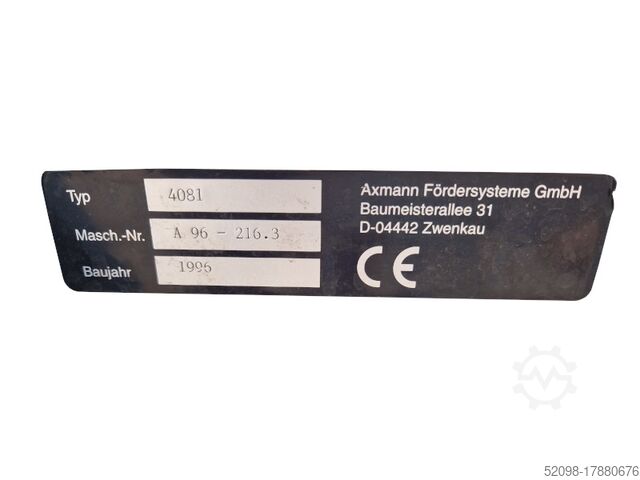 Typ 4081
Masch.-Nr. A 96 - 216.3
Baujahr 1996
Axmann Fördersysteme GmbH
Baumeisterallee 31
D-04442 Zwenkau
CE
52098-17880676